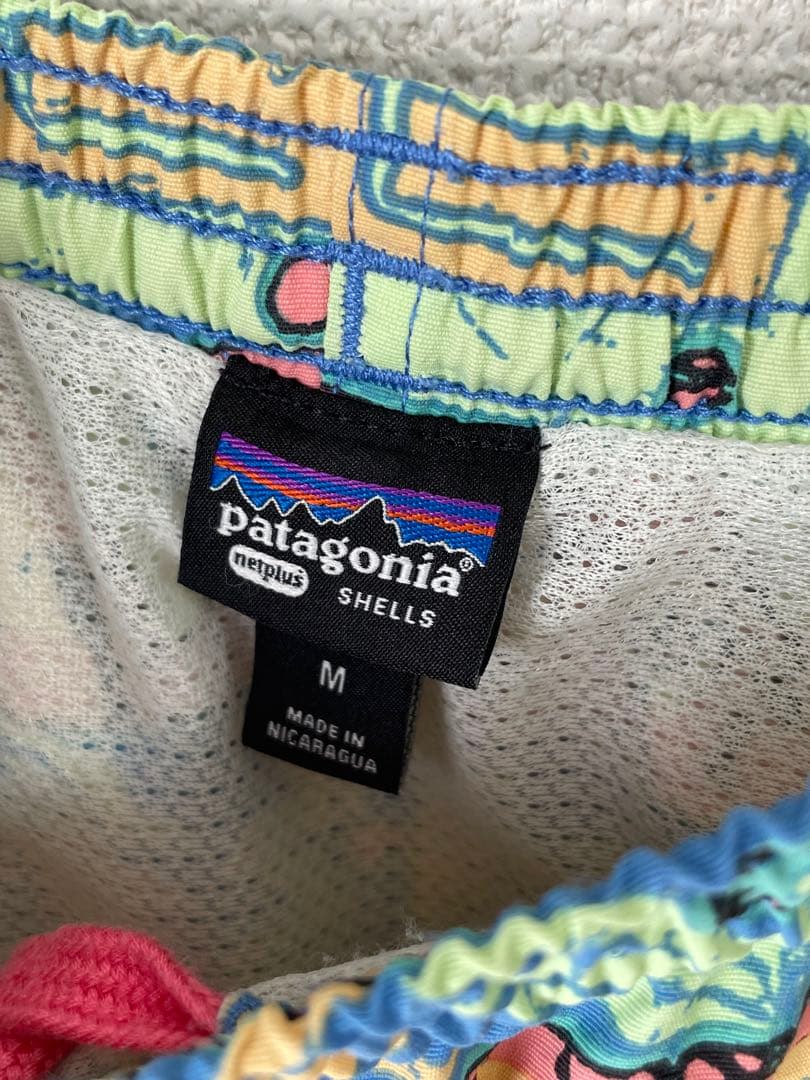 patagonia®
netplus
SHELLS
M
MADE IN
NICARAGUA